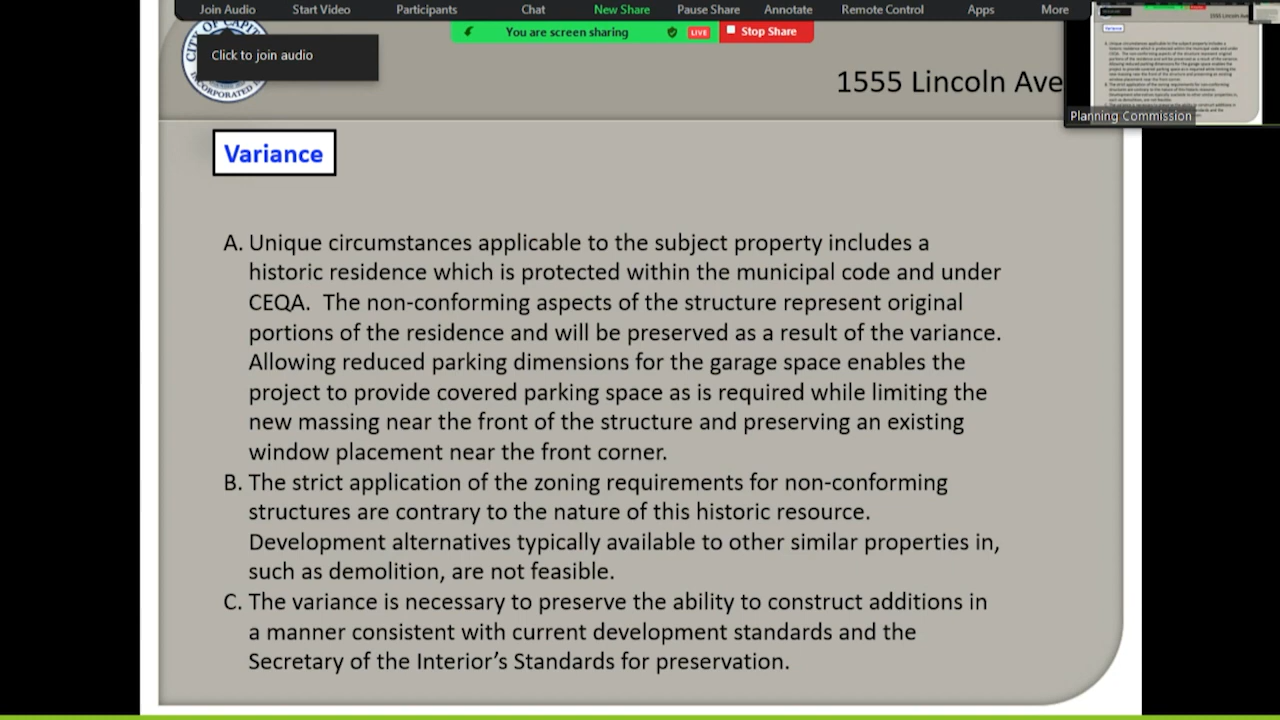 Join Audio Start Video Participants Chat New Share Pause Share Annotate Remote Control Apps More
You are screen sharing LIVE Stop Share
Click to join audio
1555 Lincoln Ave
Planning Commission
Variance
A. Unique circumstances applicable to the subject property includes a
historic residence which is protected within the municipal code and under
CEQA. The non-conforming aspects of the structure represent original
portions of the residence and will be preserved as a result of the variance.
Allowing reduced parking dimensions for the garage space enables the
project to provide covered parking space as is required while limiting the
new massing near the front of the structure and preserving an existing
window placement near the front corner.
B. The strict application of the zoning requirements for non-conforming
structures are contrary to the nature of this historic resource.
Development alternatives typically available to other similar properties in,
such as demolition, are not feasible.
C. The variance is necessary to preserve the ability to construct additions in
a manner consistent with current development standards and the
Secretary of the Interior’s Standards for preservation.